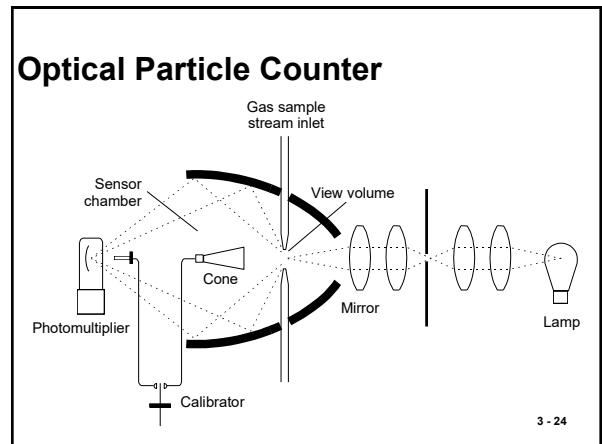 Optical Particle Counter
Gas sample
stream inlet
Sensor
chamber
View volume
Cone
Mirror
Photomultiplier
Lamp
Calibrator
3 - 24